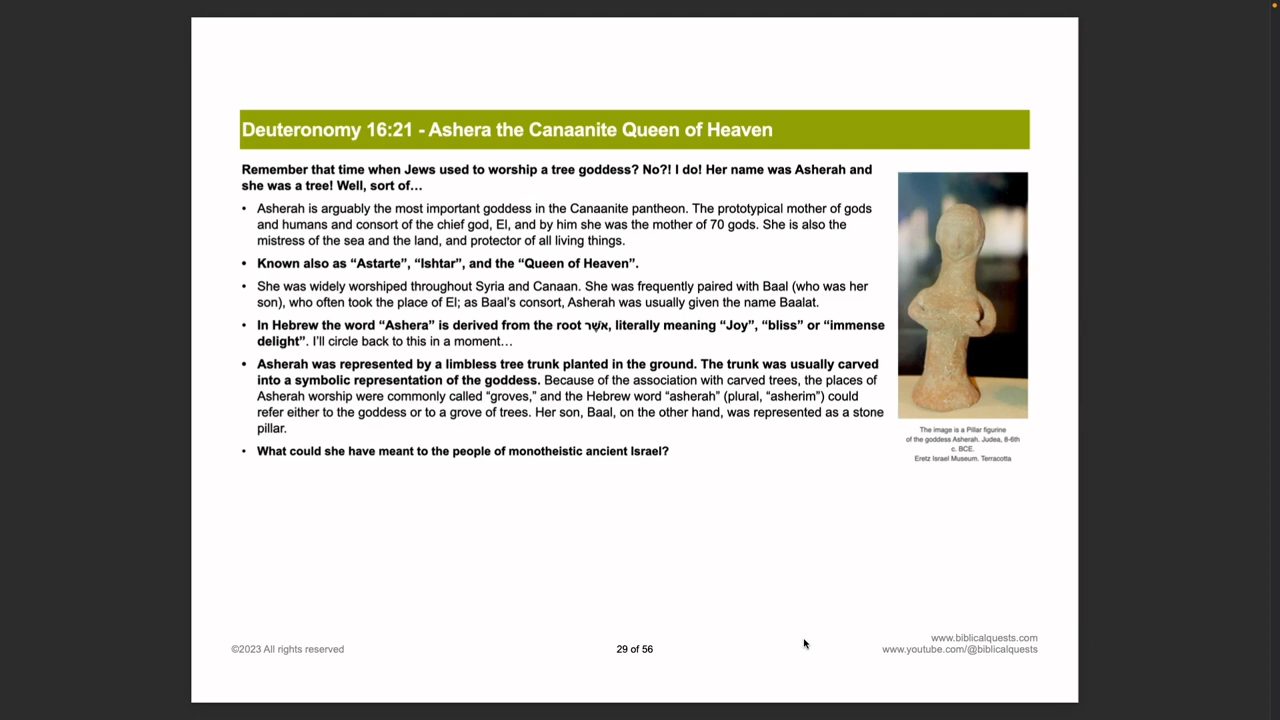 Deuteronomy 16:21 - Ashera the Canaanite Queen of Heaven
Remember that time when Jews used to worship a tree goddess? No?! I do! Her name was Asherah and
she was a tree! Well, sort of…
• Asherah is arguably the most important goddess in the Canaanite pantheon. The prototypical mother of gods
and humans and consort of the chief god, El, and by him she was the mother of 70 gods. She is also the
mistress of the sea and the land, and protector of all living things.
• Known also as “Astarte”, “Ishtar”, and the “Queen of Heaven”.
• She was widely worshiped throughout Syria and Canaan. She was frequently paired with Baal (who was her
son), who often took the place of El; as Baal’s consort, Asherah was usually given the name Baalat.
• In Hebrew the word “Ashera” is derived from the root אשֶׁר, literally meaning “Joy”, “bliss” or “immense
delight”. I’ll circle back to this in a moment…
• Asherah was represented by a limbless tree trunk planted in the ground. The trunk was usually carved
into a symbolic representation of the goddess. Because of the association with carved trees, the places of
Asherah worship were commonly called “groves,” and the Hebrew word “asherah” (plural, “asherim”) could
refer either to the goddess or to a grove of trees. Her son, Baal, on the other hand, was represented as a stone
pillar.
• What could she have meant to the people of monotheistic ancient Israel?
The image is a Pillar figurine
of the goddess Asherah. Judea, 8-6th
c. BCE.
Eretz Israel Museum. Terracotta
©2023 All rights reserved
29 of 56
www.biblicalquests.com
www.youtube.com/@biblicalquests